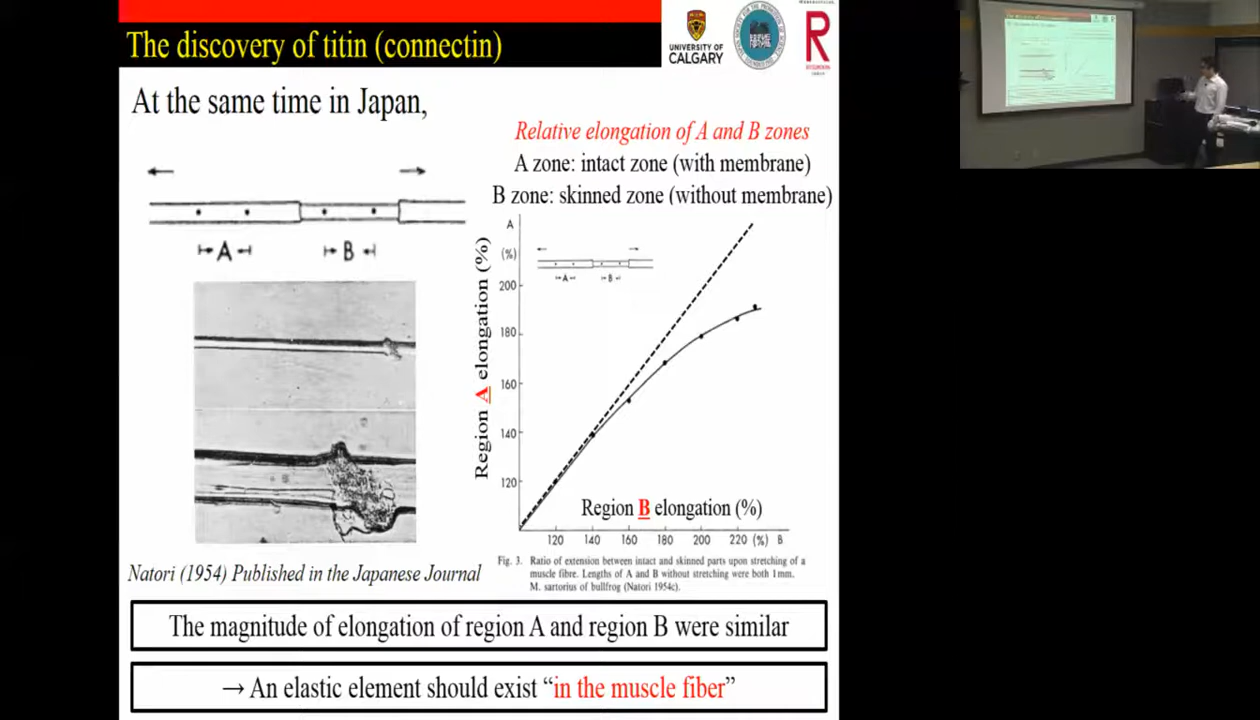 The discovery of titin (connectin)
UNIVERSITY OF
CALGARY
R
At the same time in Japan,
Relative elongation of A and B zones
A zone: intact zone (with membrane)
B zone: skinned zone (without membrane)
A
B
Region A elongation (%)
A
(%)
200
180
160
140
120
A
B
Region B elongation (%)
120 140 160 180 200 220 (%) B
Natori (1954) Published in the Japanese Journal
Fig. 3. Ratio of extension between intact and skinned parts upon stretching of a
muscle fibre. Lengths of A and B without stretching were both 1mm.
M. sartorius of bullfrog (Natori 1954c).
The magnitude of elongation of region A and region B were similar
→ An elastic element should exist “in the muscle fiber”